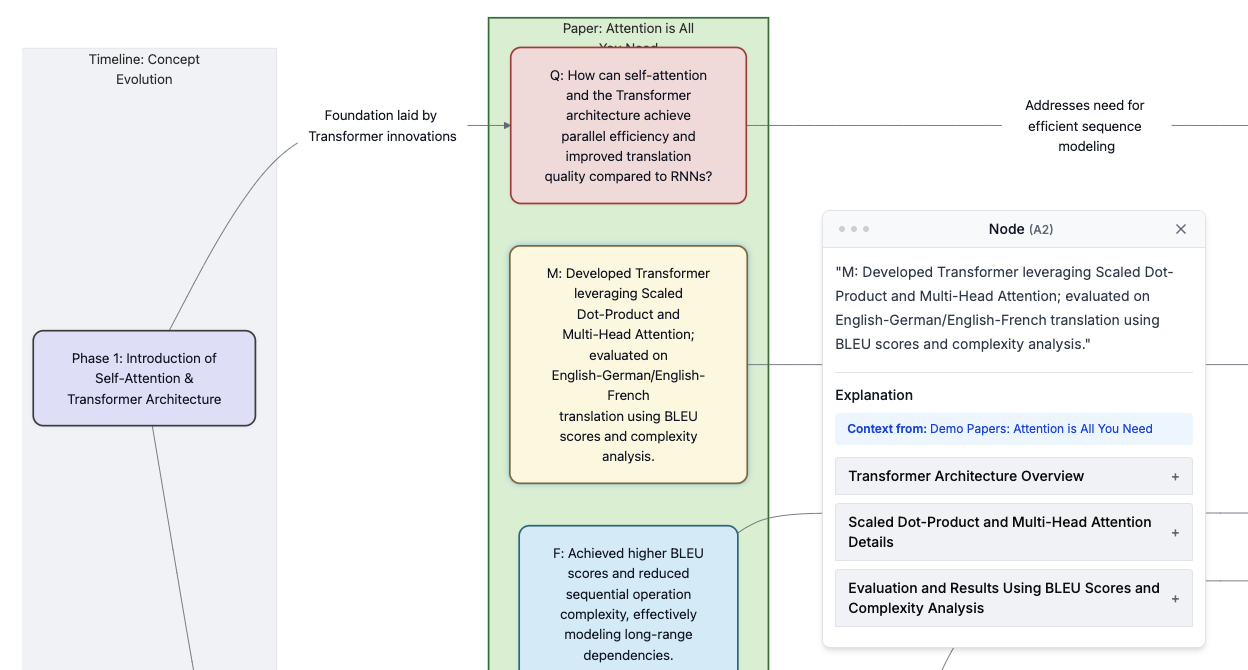 Timeline: Concept
Evolution
Phase 1: Introduction of
Self-Attention &
Transformer Architecture
Foundation laid by
Transformer innovations
Paper: Attention is All
You Need
Q: How can self-attention
and the Transformer
architecture achieve
parallel efficiency and
improved translation
quality compared to RNNs?
M: Developed Transformer
leveraging Scaled
Dot-Product and
Multi-Head Attention;
evaluated on
English-German/English-
French
translation using BLEU
scores and complexity
analysis.
F: Achieved higher BLEU
scores and reduced
sequential operation
complexity, effectively
modeling long-range
dependencies.
Addresses need for
efficient sequence
modeling
Node (A2)
"M: Developed Transformer leveraging Scaled Dot-
Product and Multi-Head Attention; evaluated on
English-German/English-French translation using
BLEU scores and complexity analysis."
Explanation
Context from: Demo Papers: Attention is All You Need
Transformer Architecture Overview +
Scaled Dot-Product and Multi-Head Attention
Details +
Evaluation and Results Using BLEU Scores and
Complexity Analysis +